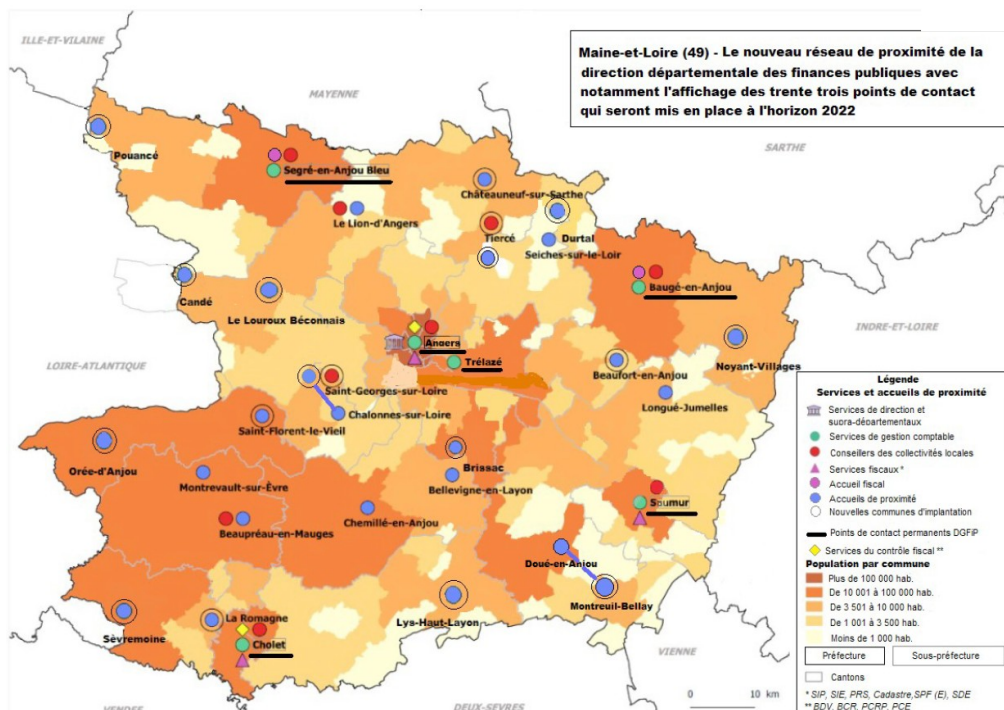 ILLE-ET-VILAINE
MAYENNE
Maine-et-Loire (49) - Le nouveau réseau de proximité de la
direction départementale des finances publiques avec
notamment l'affichage des trente trois points de contact
qui seront mis en place à l'horizon 2022
SARTHE
Pouancé
Segré-en-Anjou Bleu
Châteauneuf-sur-Sarthe
Le Lion-d'Angers
Tiercé
Durtal
Seiches-sur-le-Loir
Candé
Baugé-en-Anjou
Le Louroux Béconnais
INDRE-ET-LOIRE
Angers
Trélazé
LOIRE-ATLANTIQUE
Beaufort-en-Anjou
Noyant-Villages
Saint-Georges-sur-Loire
Longué-Jumelles
Chalonnes-sur-Loire
Saint-Florent-le-Vieil
Orée-d'Anjou
Brissac
Montrevault-sur-Èvre
Bellevigne-en-Layon
Saumur
Chemillé-en-Anjou
Beaupréau-en-Mauges
Doué-en-Anjou
Montreuil-Bellay
Lys-Haut-Layon
Sèvremoine
La Romagne
Cholet
VIENNE
VENDEE
DEUX-SEVRES
0 10 km
Légende
Services et accueils de proximité
Services de direction et
supra-départementaux
Services de gestion comptable
Conseillers des collectivités locales
Services fiscaux *
Accueil fiscal
Accueils de proximité
Nouvelles communes d'implantation
Points de contact permanents DGFiP
Services du contrôle fiscal **
Population par commune
Plus de 100 000 hab.
De 10 001 à 100 000 hab.
De 3 501 à 10 000 hab.
De 1 001 à 3 500 hab.
Moins de 1 000 hab.
Préfecture Sous-préfecture
Cantons
* SIP, SIE, PRS, Cadastre,SPF (E), SDE
** BDV, BCR, PCRP, PCE